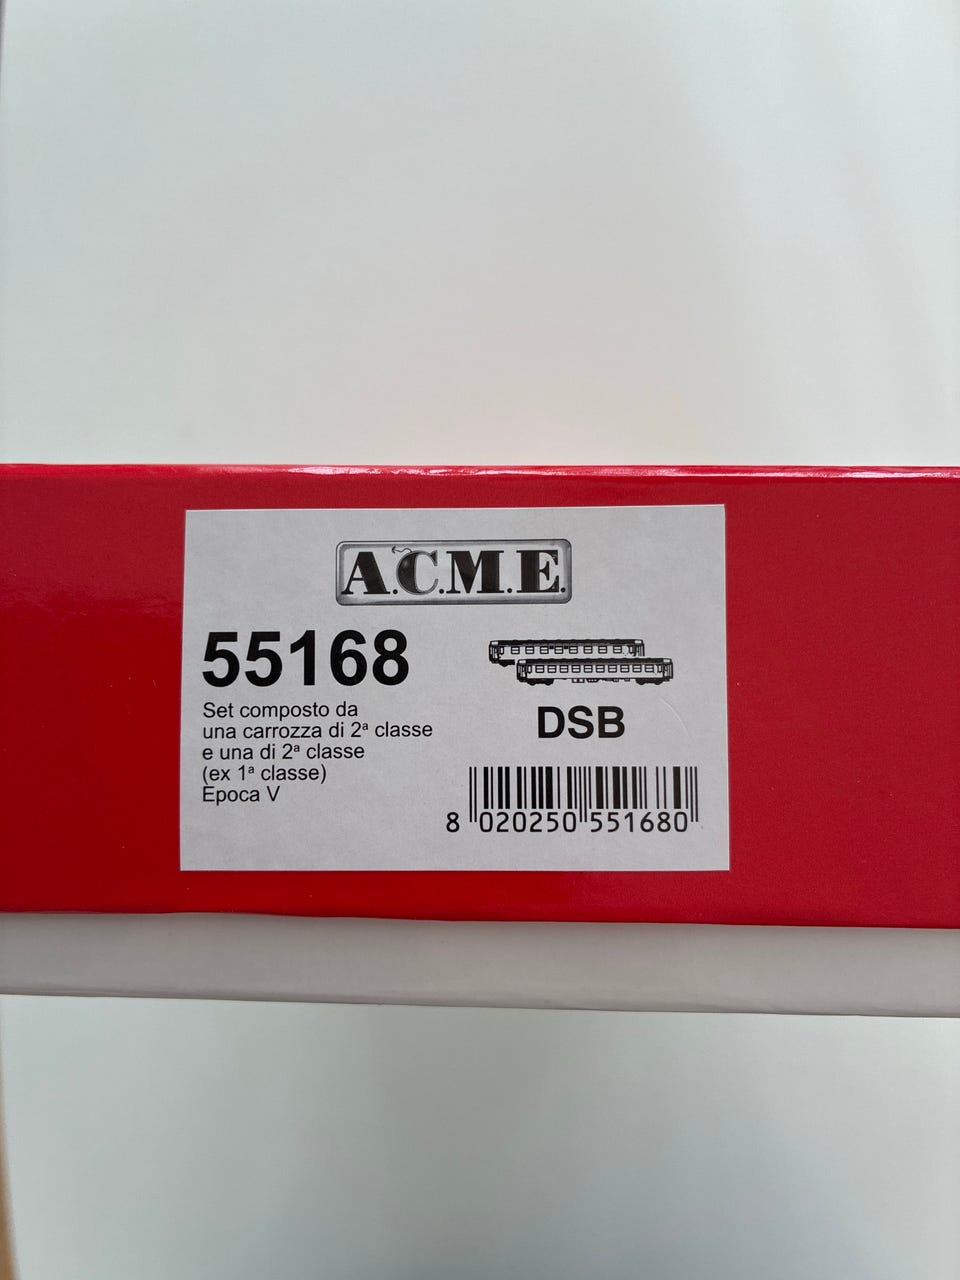 A.C.M.E.
55168
Set composto da
una carrozza di 2ª classe
e una di 2ª classe
(ex 1ª classe)
Epoca V
DSB
8 020250 551680